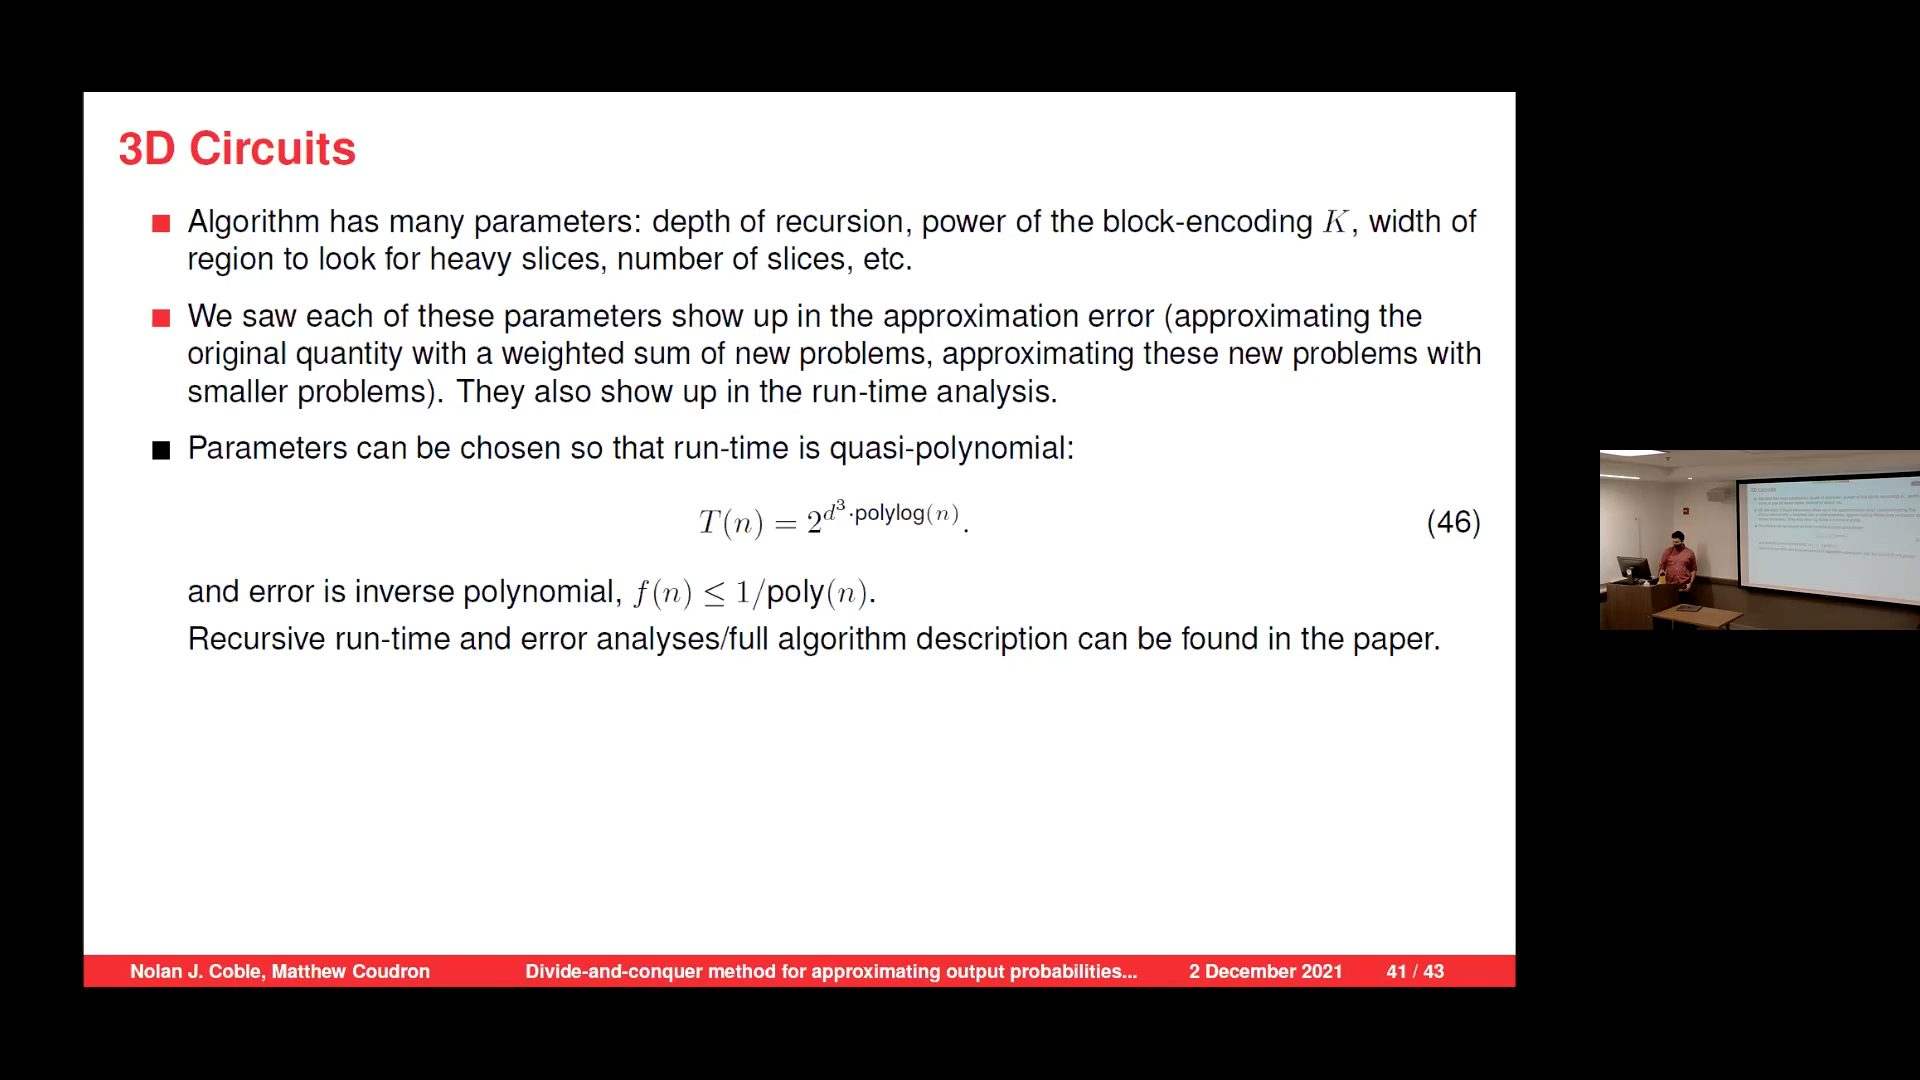 3D Circuits
Algorithm has many parameters: depth of recursion, power of the block-encoding K, width of
region to look for heavy slices, number of slices, etc.
We saw each of these parameters show up in the approximation error (approximating the
original quantity with a weighted sum of new problems, approximating these new problems with
smaller problems). They also show up in the run-time analysis.
Parameters can be chosen so that run-time is quasi-polynomial:
T(n) = 2^{d^3·polylog(n)}. (46)
and error is inverse polynomial, f(n) ≤ 1/poly(n).
Recursive run-time and error analyses/full algorithm description can be found in the paper.
Nolan J. Coble, Matthew Coudron Divide-and-conquer method for approximating output probabilities... 2 December 2021 41 / 43